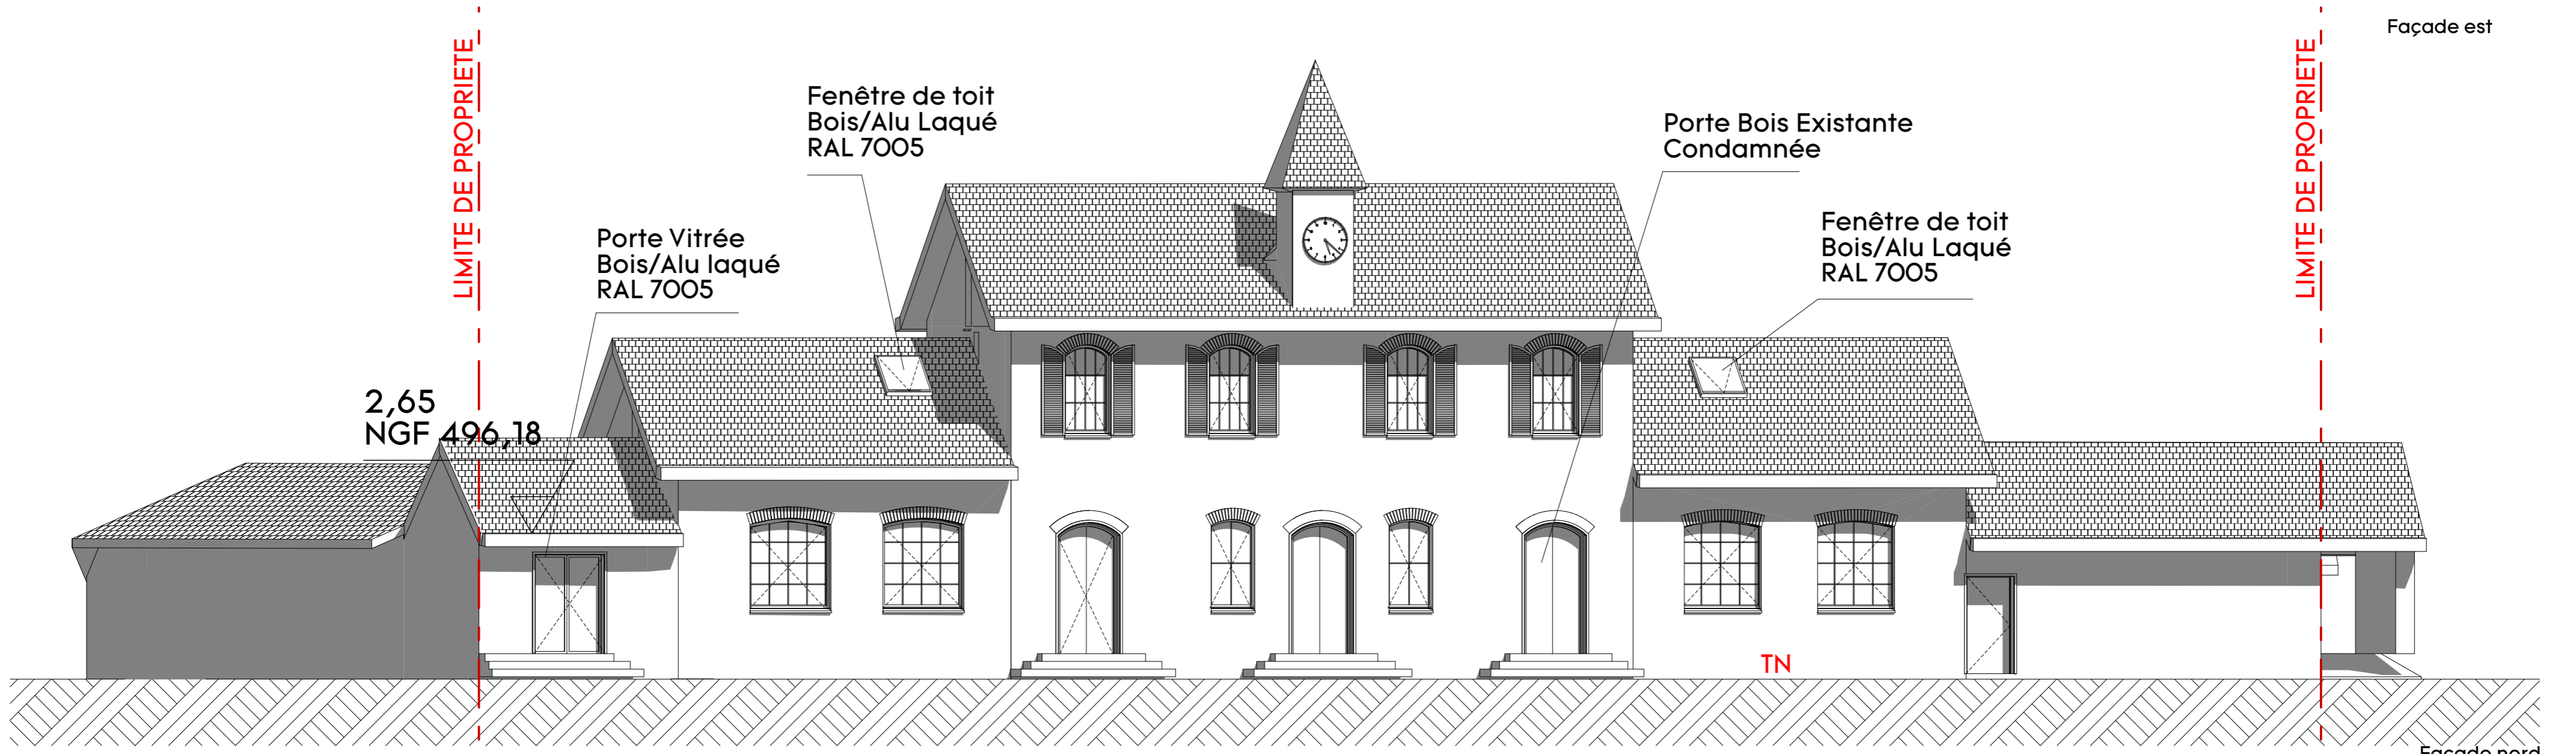 Façade est
LIMITE DE PROPRIETE
LIMITE DE PROPRIETE
Fenêtre de toit
Bois/Alu Laqué
RAL 7005
Porte Bois Existante
Condamnée
Porte Vitrée
Bois/Alu laqué
RAL 7005
Fenêtre de toit
Bois/Alu Laqué
RAL 7005
2,65
NGF 496,18
TN
Façade nord